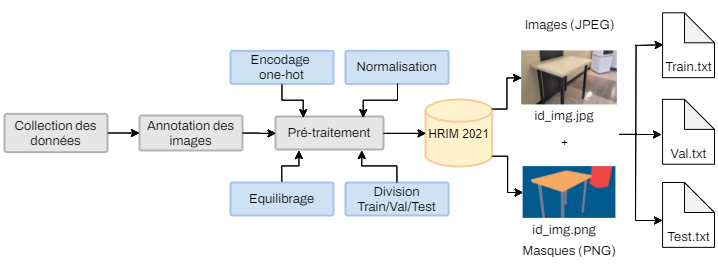 Collection des
données
Annotation des
images
Encodage
one-hot
Normalisation
Pré-traitement
Equilibrage
Division
Train/Val/Test
HRIM 2021
Images (JPEG)
id_img.jpg
+
id_img.png
Masques (PNG)
Train.txt
Val.txt
Test.txt